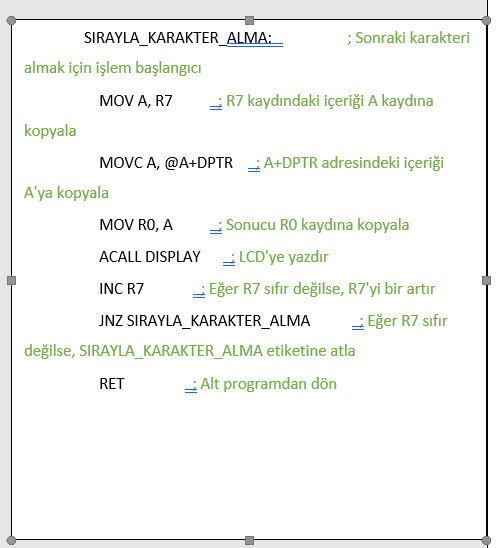 SIRAYLA_KARAKTER_ALMA: ; Sonraki karakteri
almak için işlem başlangıcı
MOV A, R7 ; R7 kaydındaki içeriği A kaydına
kopyala
MOVC A, @A+DPTR ; A+DPTR adresindeki içeriği
A'ya kopyala
MOV R0, A ; Sonucu R0 kaydına kopyala
ACALL DISPLAY ; LCD'ye yazdır
INC R7 ; Eğer R7 sıfır değilse, R7'yi bir artır
JNZ SIRAYLA_KARAKTER_ALMA ; Eğer R7 sıfır
değilse, SIRAYLA_KARAKTER_ALMA etiketine atla
RET ; Alt programdan dön